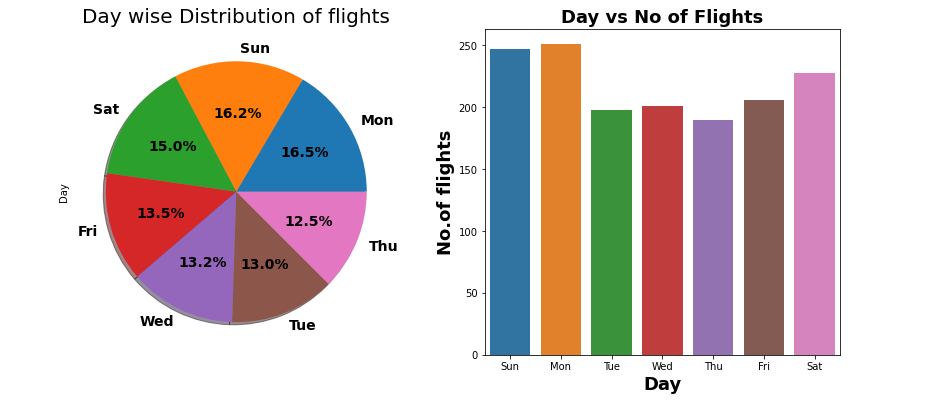 Day wise Distribution of flights
Sun
Sat
Mon
16.2%
15.0%
16.5%
Day
13.5%
12.5%
Fri
Thu
13.2%
13.0%
Wed
Tue
Day vs No of Flights
No.of flights
250
200
150
100
50
0
Sun Mon Tue Wed Thu Fri Sat
Day